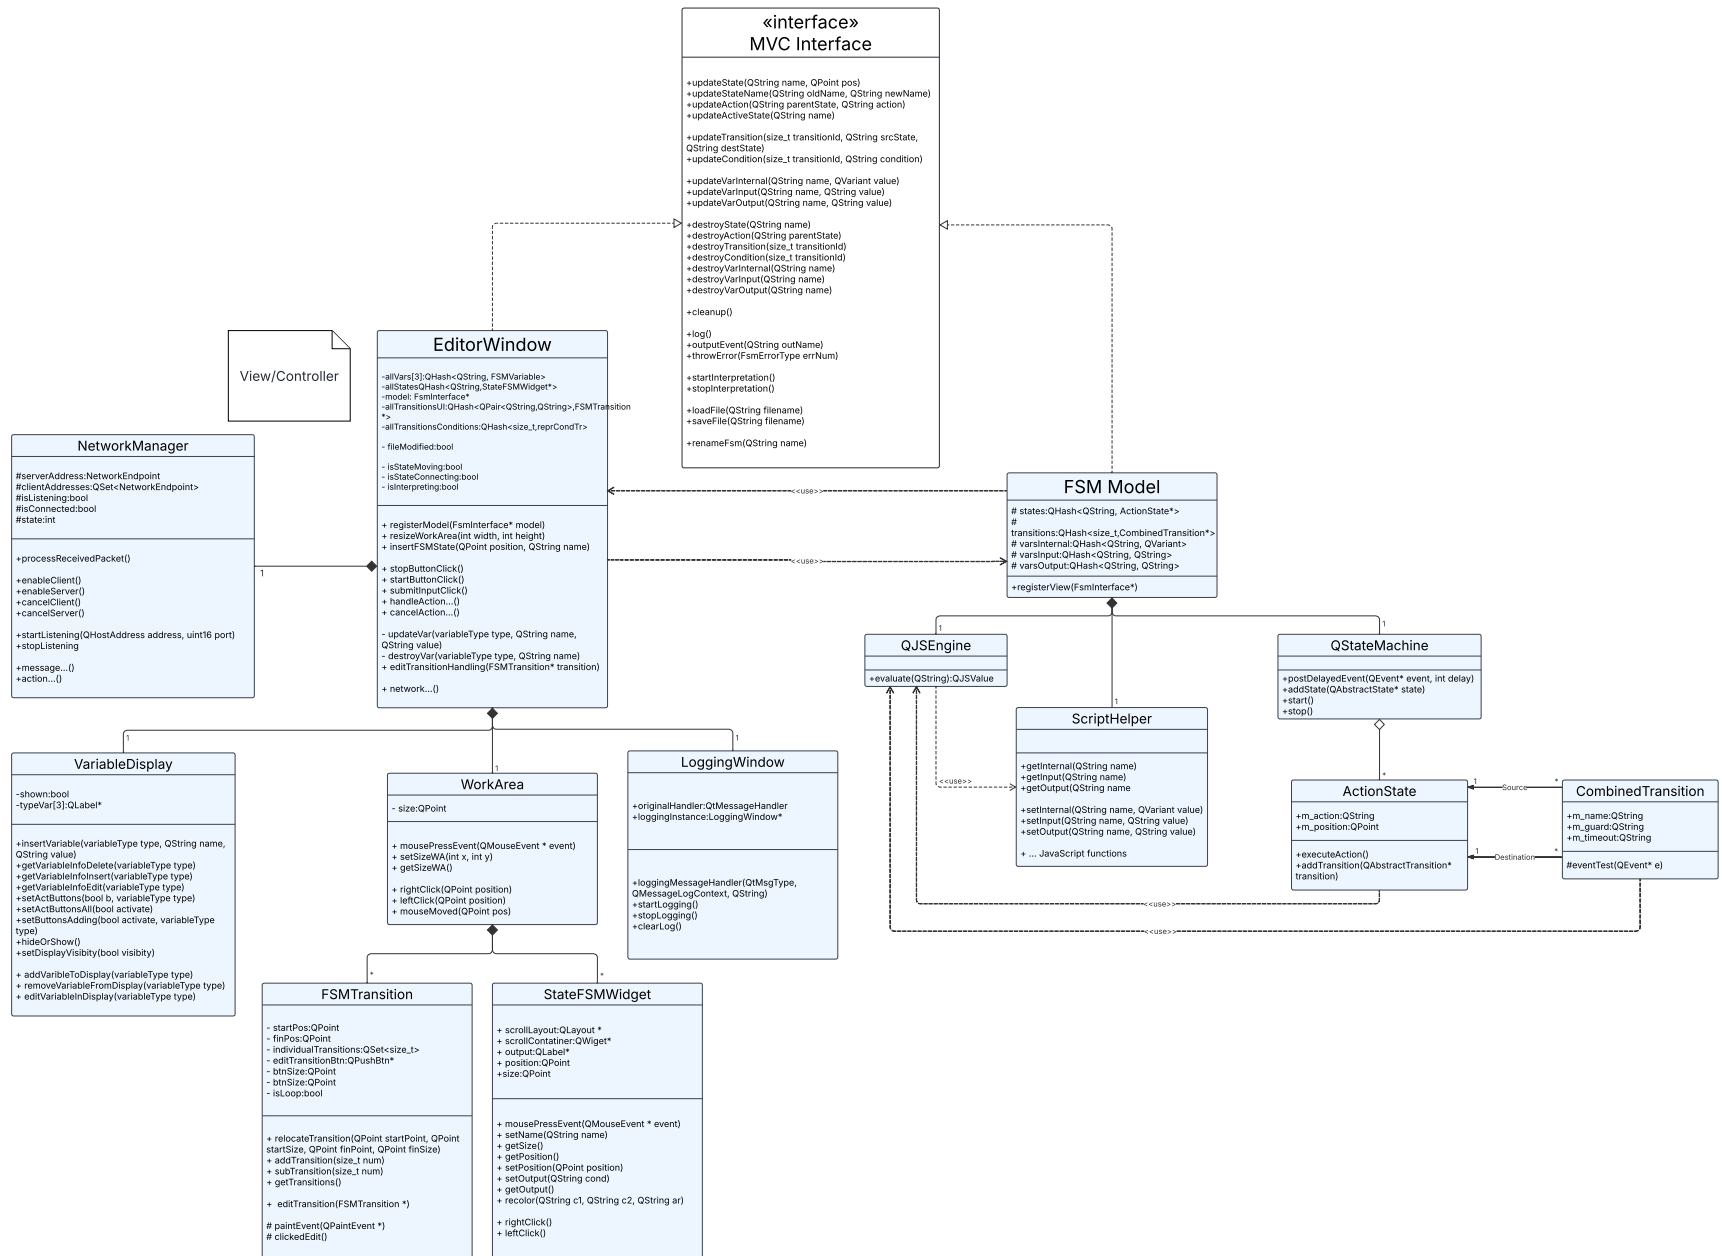 «interface»
MVC Interface
+updateState(QString name, QPoint pos)
+updateStateName(QString oldName, QString newName)
+updateAction(QString parentState, QString action)
+updateActiveState(QString name)
+updateTransition(size_t transitionId, QString srcState,
QString destState)
+updateCondition(size_t transitionId, QString condition)
+updateVarInternal(QString name, QVariant value)
+updateVarInput(QString name, QString value)
+updateVarOutput(QString name, QString value)
+destroyState(QString name)
+destroyAction(QString parentState)
+destroyTransition(size_t transitionId)
+destroyCondition(size_t transitionId)
+destroyVarInternal(QString name)
+destroyVarInput(QString name)
+destroyVarOutput(QString name)
+cleanup()
+log()
+outputEvent(QString outName)
+throwError(FsmErrorType errNum)
+startInterpretation()
+stopInterpretation()
+loadFile(QString filename)
+saveFile(QString filename)
+renameFsm(QString name)
View/Controller
EditorWindow
-allVars[3]:QHash<QString, FSMVariable>
-allStatesQHash<QString,StateFSMWidget*>
-model: FsmInterface*
-allTransitionsUI:QHash<QPair<QString,QString>,FSMTransition
*>
-allTransitionsConditions:QHash<size_t,reprCondTr>
- fileModified:bool
- isStateMoving:bool
- isStateConnecting:bool
- isInterpreting:bool
+ registerModel(FsmInterface* model)
+ resizeWorkArea(int width, int height)
+ insertFSMState(QPoint position, QString name)
+ stopButtonClick()
+ startButtonClick()
+ submitInputClick()
+ handleAction...()
+ cancelAction...()
- updateVar(variableType type, QString name,
QString value)
- destroyVar(variableType type, QString name)
+ editTransitionHandling(FSMTransition* transition)
+ network...()
NetworkManager
#serverAddress:NetworkEndpoint
#clientAddresses:QSet<NetworkEndpoint>
#isListening:bool
#isConnected:bool
#state:int
+processReceivedPacket()
+enableClient()
+enableServer()
+cancelClient()
+cancelServer()
+startListening(QHostAddress address, uint16 port)
+stopListening
+message...()
+action...()
1
<<use>>
<<use>>
FSM Model
# states:QHash<QString, ActionState*>
#
transitions:QHash<size_t,CombinedTransition*>
# varsInternal:QHash<QString, QVariant>
# varsInput:QHash<QString, QString>
# varsOutput:QHash<QString, QString>
+registerView(FsmInterface*)
1
1
1
QJSEngine
+evaluate(QString):QJSValue
ScriptHelper
+getInternal(QString name)
+getInput(QString name)
+getOutput(QString name
+setInternal(QString name, QVariant value)
+setInput(QString name, QString value)
+setOutput(QString name, QString value)
+ ... JavaScript functions
<<use>>
QStateMachine
+postDelayedEvent(QEvent* event, int delay)
+addState(QAbstractState* state)
+start()
+stop()
*
ActionState
+m_action:QString
+m_position:QPoint
+executeAction()
+addTransition(QAbstractTransition*
transition)
1
Source
*
1
Destination
*
CombinedTransition
+m_name:QString
+m_guard:QString
+m_timeout:QString
#eventTest(QEvent* e)
<<use>>
<<use>>
1
1
1
VariableDisplay
-shown:bool
-typeVar[3]:QLabel*
+insertVariable(variableType type, QString name,
QString value)
+getVariableInfoDelete(variableType type)
+getVariableInfoInsert(variableType type)
+getVariableInfoEdit(variableType type)
+setActButtons(bool b, variableType type)
+setActButtonsAll(bool activate)
+setButtonsAdding(bool activate, variableType
type)
+hideOrShow()
+setDisplayVisibity(bool visibity)
+ addVaribleToDisplay(variableType type)
+ removeVariableFromDisplay(variableType type)
+ editVariableInDisplay(variableType type)
WorkArea
- size:QPoint
+ mousePressEvent(QMouseEvent * event)
+ setSizeWA(int x, int y)
+ getSizeWA()
+ rightClick(QPoint position)
+ leftClick(QPoint position)
+ mouseMoved(QPoint pos)
LoggingWindow
+originalHandler:QtMessageHandler
+loggingInstance:LoggingWindow*
+loggingMessageHandler(QtMsgType,
QMessageLogContext, QString)
+startLogging()
+stopLogging()
+clearLog()
*
*
FSMTransition
- startPos:QPoint
- finPos:QPoint
- individualTransitions:QSet<size_t>
- editTransitionBtn:QPushBtn*
- btnSize:QPoint
- btnSize:QPoint
- isLoop:bool
+ relocateTransition(QPoint startPoint, QPoint
startSize, QPoint finPoint, QPoint finSize)
+ addTransition(size_t num)
+ subTransition(size_t num)
+ getTransitions()
+  editTransition(FSMTransition *)
# paintEvent(QPaintEvent *)
# clickedEdit()
StateFSMWidget
+ scrollLayout:QLayout *
+ scrollContatiner:QWiget*
+ output:QLabel*
+ position:QPoint
+size:QPoint
+ mousePressEvent(QMouseEvent * event)
+ setName(QString name)
+ getSize()
+ getPosition()
+ setPosition(QPoint position)
+ setOutput(QString cond)
+ getOutput()
+ recolor(QString c1, QString c2, QString ar)
+ rightClick()
+ leftClick()